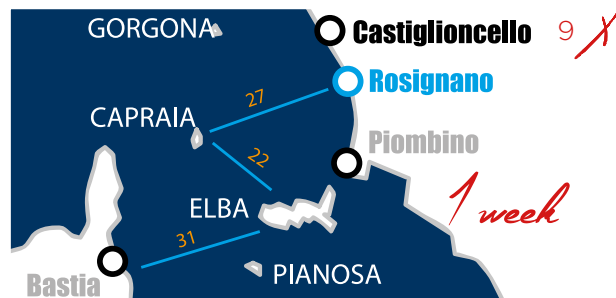 GORGONA
Castiglioncello 9
Rosignano
27
CAPRAIA
Piombino
22
ELBA
1 week
31
Bastia
PIANOSA